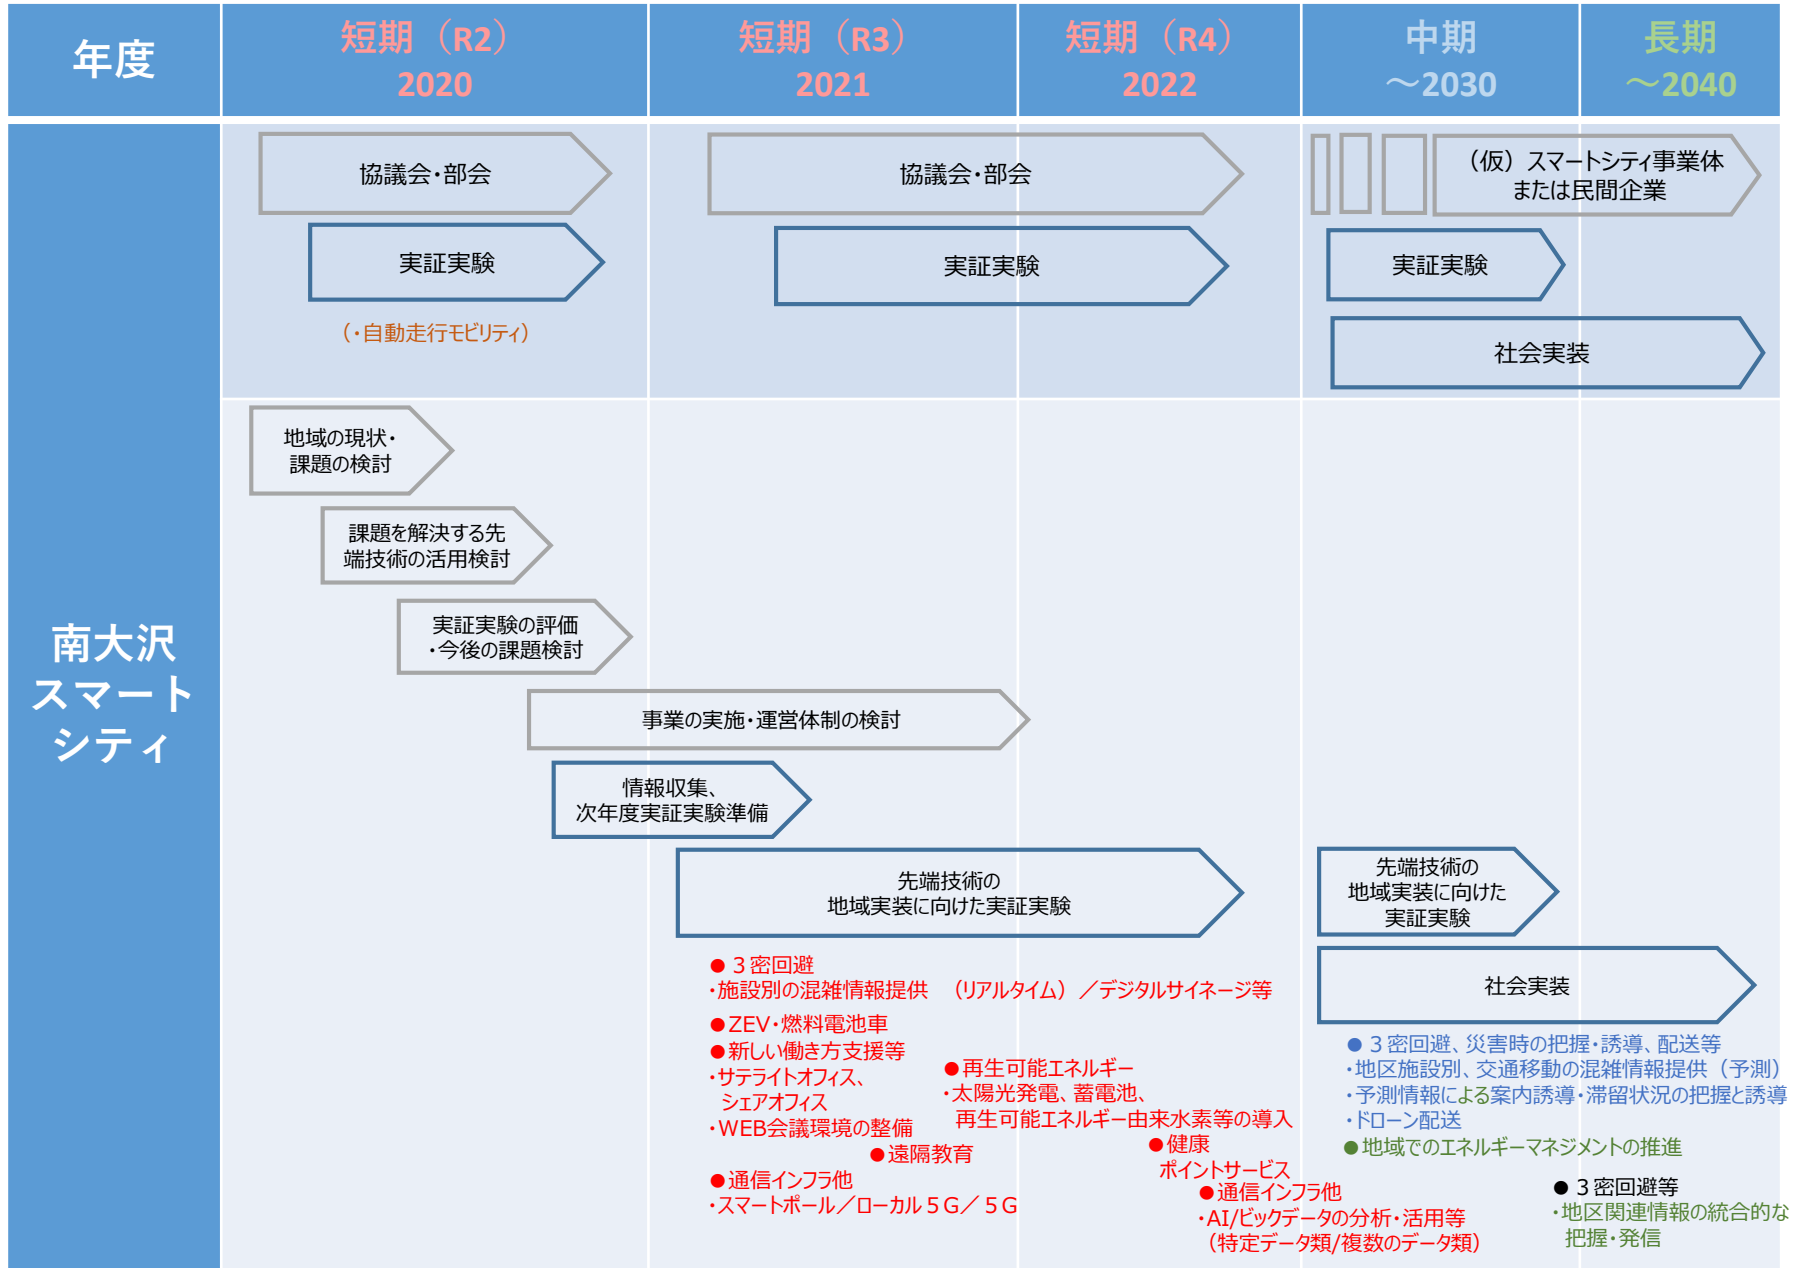 年度
短期（R2）
2020
短期（R3）
2021
短期（R4）
2022
中期
～2030
長期
～2040
南大沢
スマート
シティ
協議会・部会
協議会・部会
（仮）スマートシティ事業体
または民間企業
実証実験
実証実験
実証実験
（・自動走行モビリティ）
社会実装
地域の現状・
課題の検討
課題を解決する先
端技術の活用検討
実証実験の評価
・今後の課題検討
事業の実施・運営体制の検討
情報収集、
次年度実証実験準備
先端技術の
地域実装に向けた実証実験
先端技術の
地域実装に向けた
実証実験
社会実装
●３密回避
・施設別の混雑情報提供　（リアルタイム）／デジタルサイネージ等
●ZEV・燃料電池車
●新しい働き方支援等
・サテライトオフィス、
シェアオフィス
・WEB会議環境の整備
●遠隔教育
●通信インフラ他
・スマートポール／ローカル５G／５G
●再生可能エネルギー
・太陽光発電、蓄電池、
再生可能エネルギー由来水素等の導入
●健康
ポイントサービス
●通信インフラ他
・AI/ビックデータの分析・活用等
（特定データ類/複数のデータ類）
●３密回避、災害時の把握・誘導、配送等
・地区施設別、交通移動の混雑情報提供（予測）
・予測情報による案内誘導・滞留状況の把握と誘導
・ドローン配送
●地域でのエネルギーマネジメントの推進
●３密回避等
・地区関連情報の統合的な
把握・発信